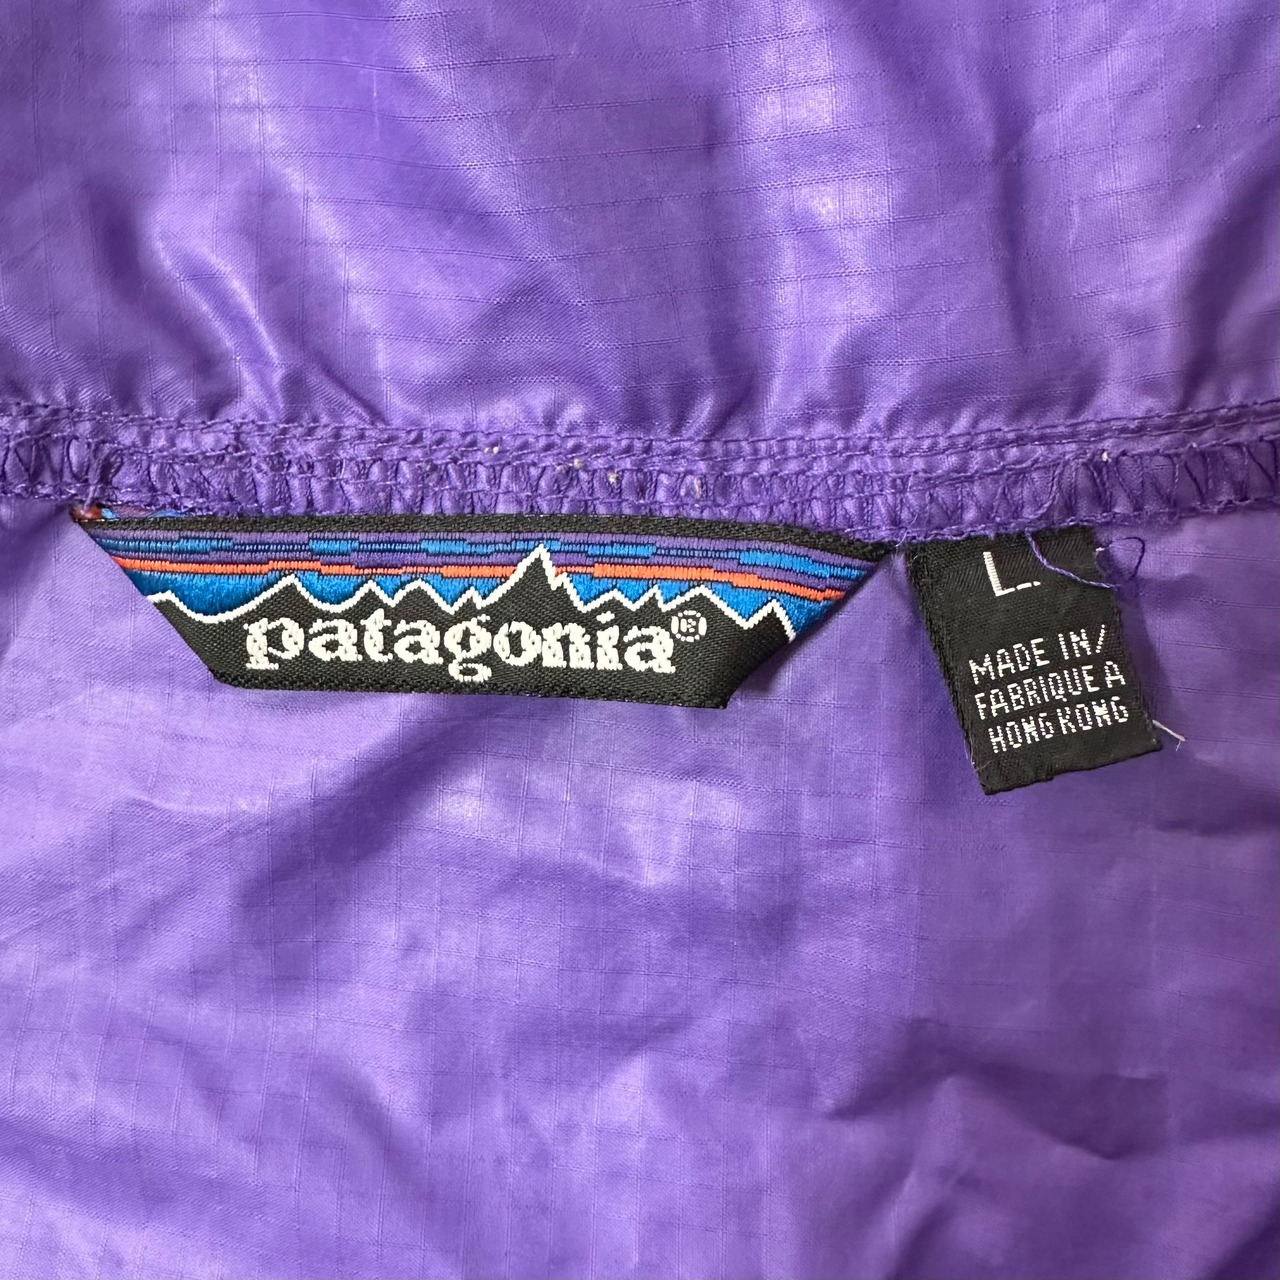 patagonia®
L.
MADE IN/
FABRIQUE A
HONG KONG